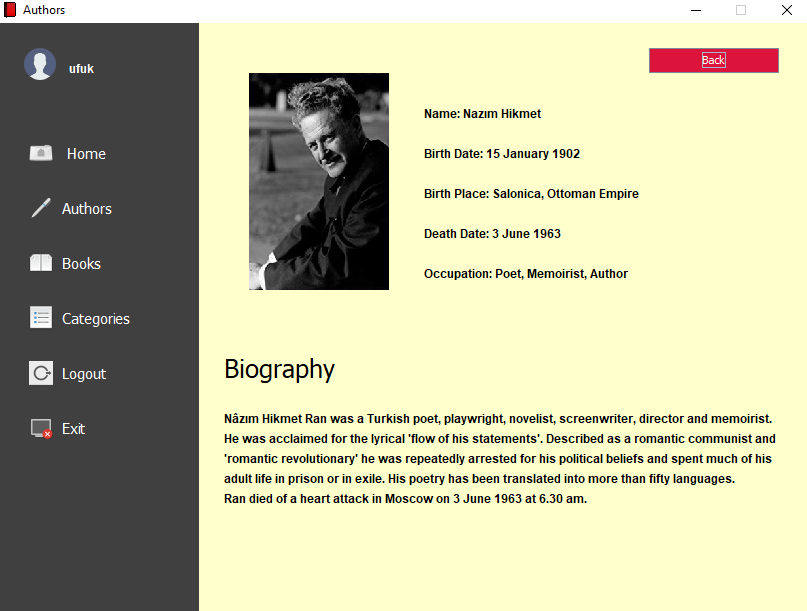 Authors
ufuk
Home
Authors
Books
Categories
Logout
Exit
Back
Name: Nazım Hikmet
Birth Date: 15 January 1902
Birth Place: Salonica, Ottoman Empire
Death Date: 3 June 1963
Occupation: Poet, Memoirist, Author
Biography
Nâzım Hikmet Ran was a Turkish poet, playwright, novelist, screenwriter, director and memoirist.
He was acclaimed for the lyrical 'flow of his statements'. Described as a romantic communist and
'romantic revolutionary' he was repeatedly arrested for his political beliefs and spent much of his
adult life in prison or in exile. His poetry has been translated into more than fifty languages.
Ran died of a heart attack in Moscow on 3 June 1963 at 6.30 am.